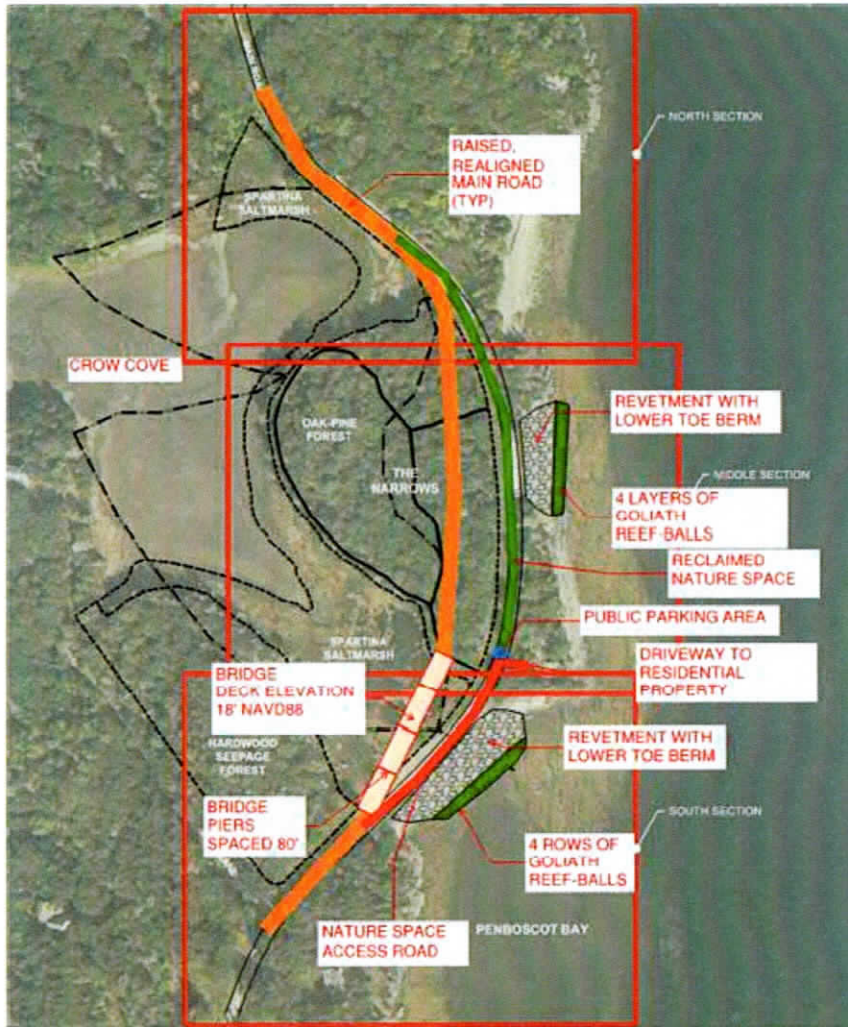 NORTH SECTION
RAISED,
REALIGNED
MAIN ROAD
(TYP)
SPARTINA
SALTMARSH
CROW COVE
REVETMENT WITH
LOWER TOE BERM
OAK-PINE
FOREST
THE
NARROWS
MIDDLE SECTION
4 LAYERS OF
GOLIATH
REEF-BALLS
RECLAIMED
NATURE SPACE
PUBLIC PARKING AREA
SPARTINA
SALTMARSH
DRIVEWAY TO
RESIDENTIAL
PROPERTY
BRIDGE
DECK ELEVATION
18' NAVD88
HARDWOOD
SEEPAGE
FOREST
REVETMENT WITH
LOWER TOE BERM
BRIDGE
PIERS
SPACED 80'
SOUTH SECTION
4 ROWS OF
GOLIATH
REEF-BALLS
NATURE SPACE
ACCESS ROAD
PENBOSCOT BAY